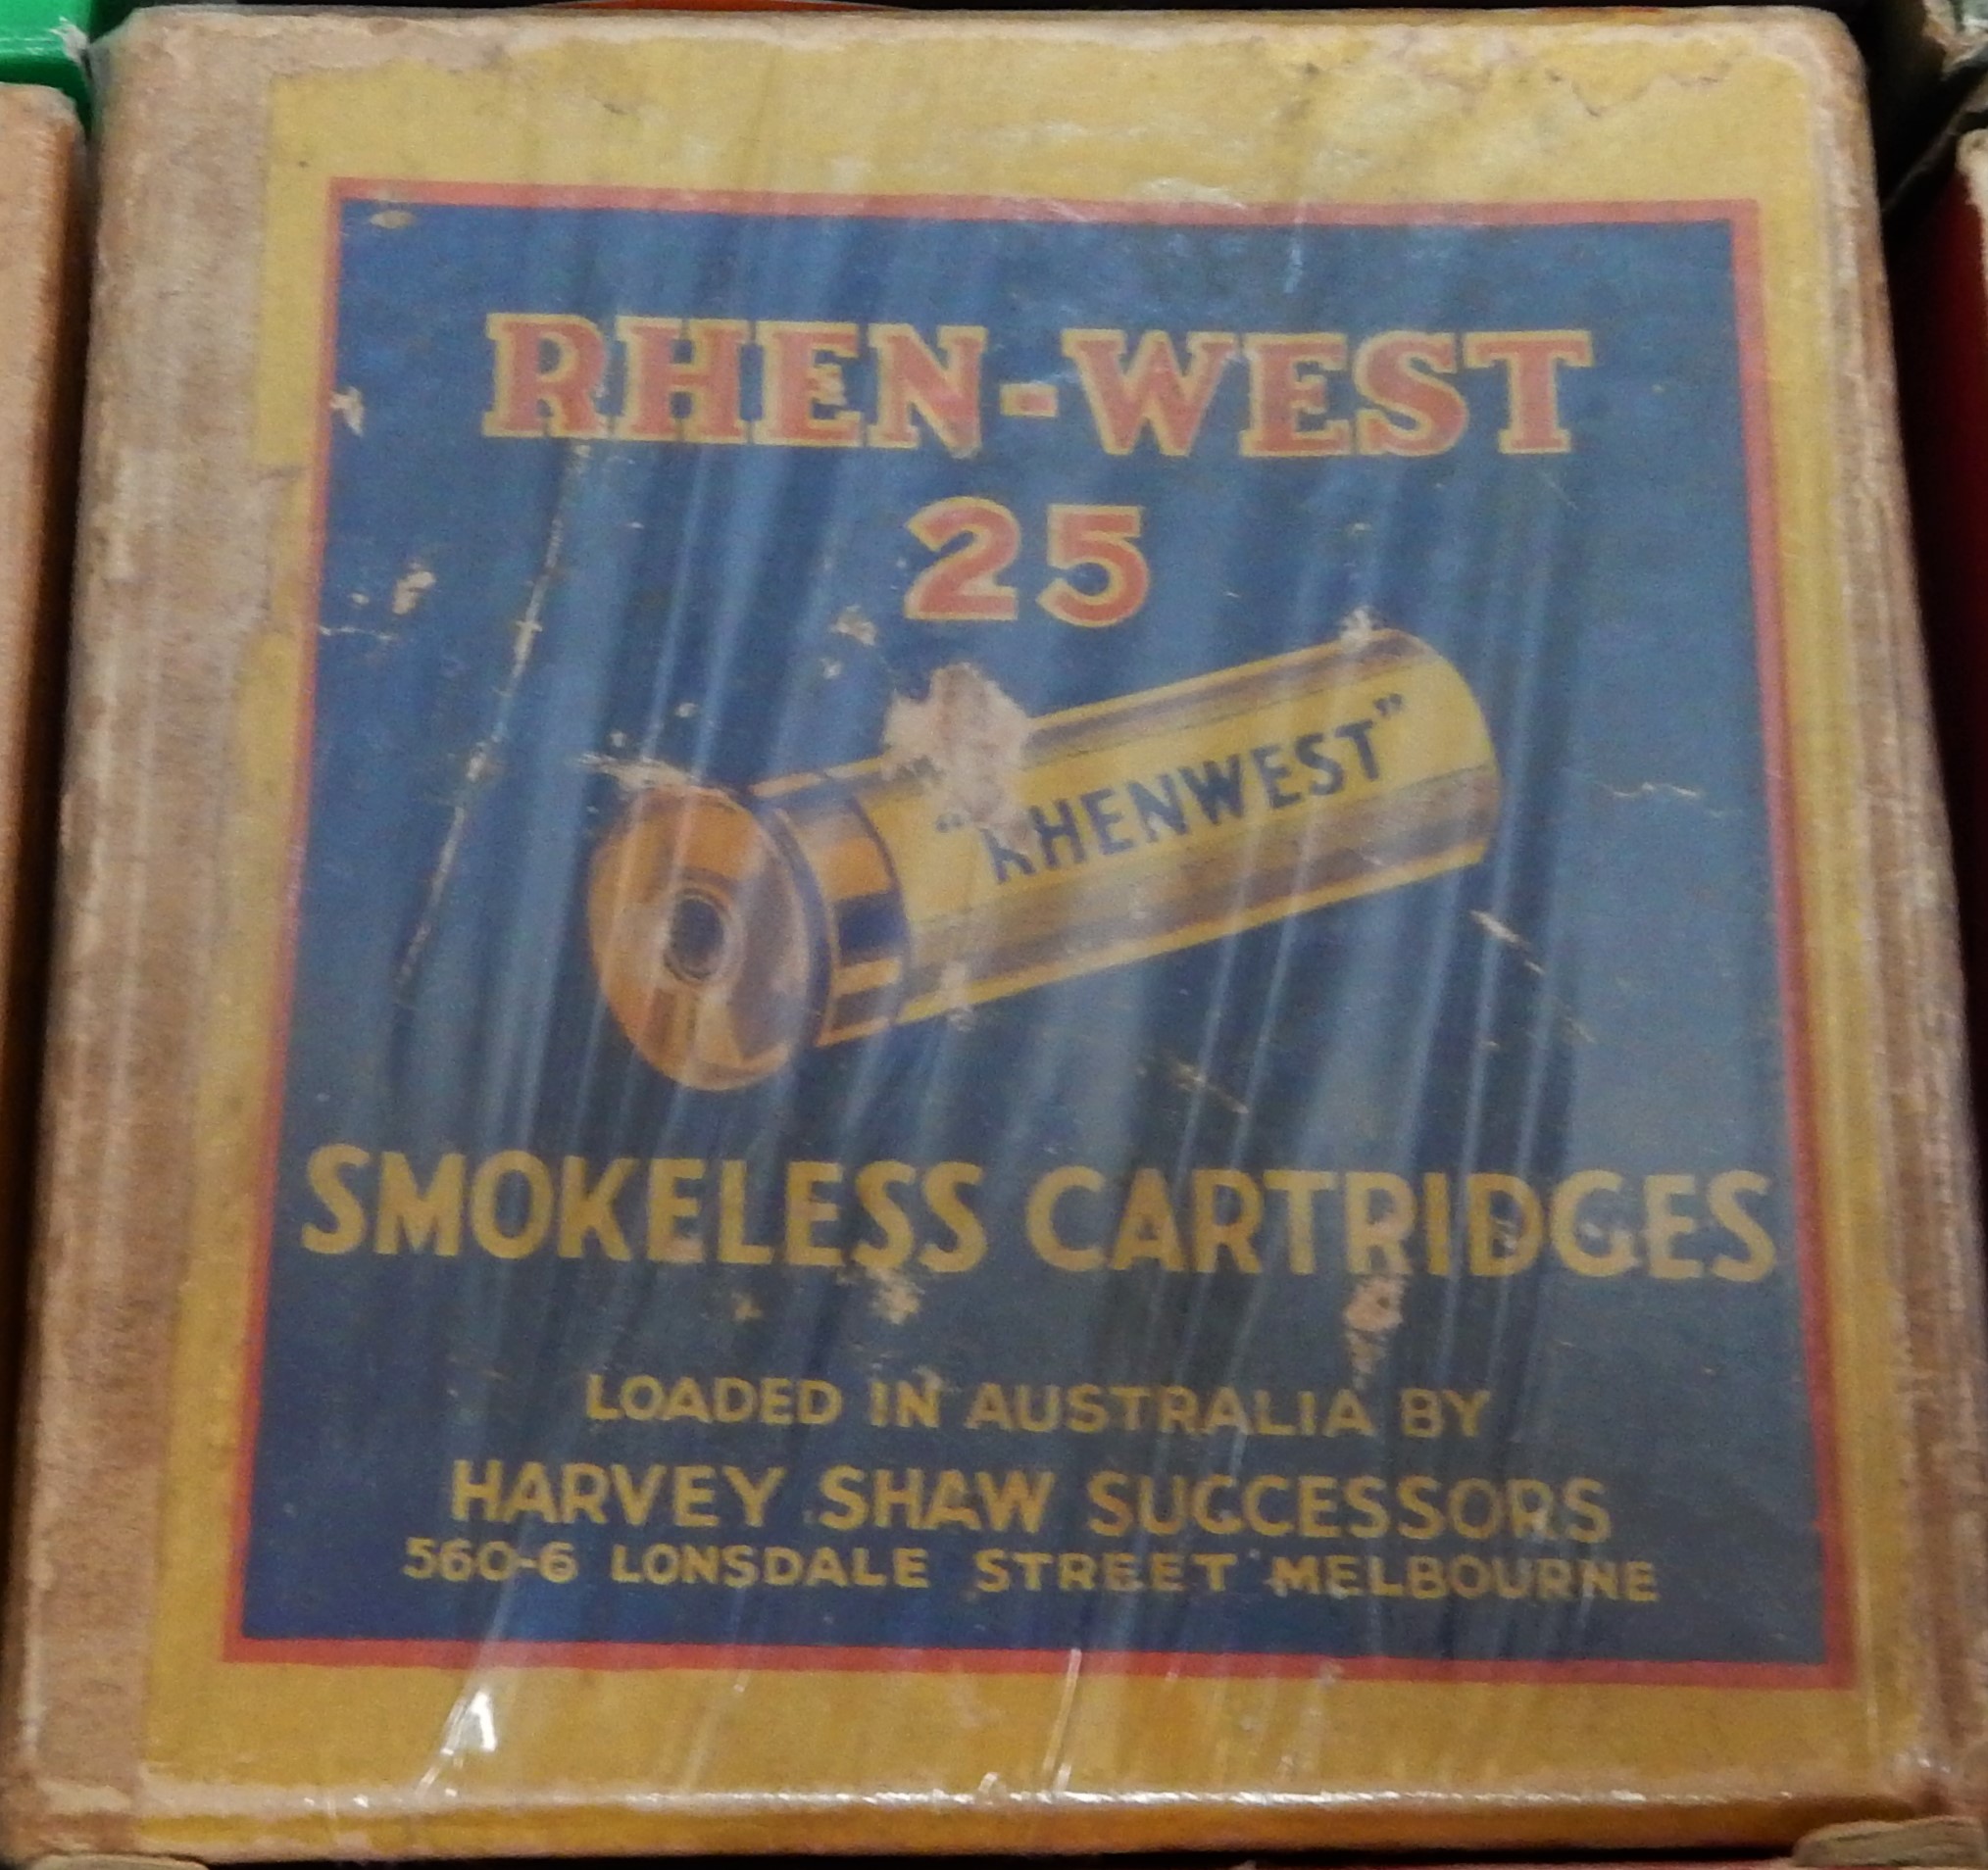 RHEN-WEST
25
"RHENWEST"
SMOKELESS CARTRIDGES
LOADED IN AUSTRALIA BY
HARVEY SHAW SUCCESSORS
560-6 LONSDALE STREET MELBOURNE